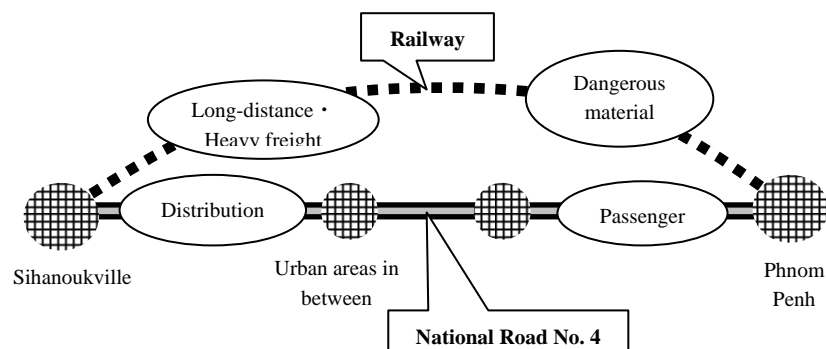 Railway
Long-distance・
Heavy freight
Dangerous
material
Distribution
Passenger
Sihanoukville
Urban areas in
between
Phnom
Penh
National Road No. 4